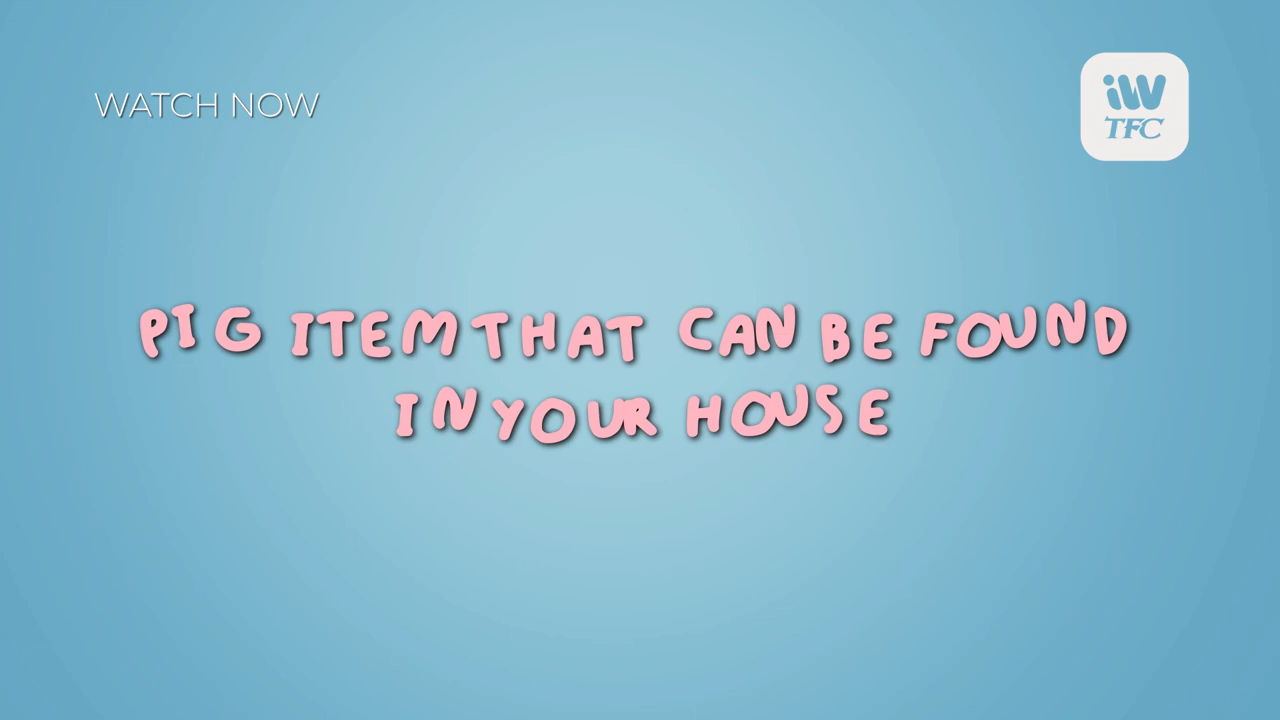 WATCH NOW
iW
TFC
PIG ITEM THAT CAN BE FOUND
IN YOUR HOUSE